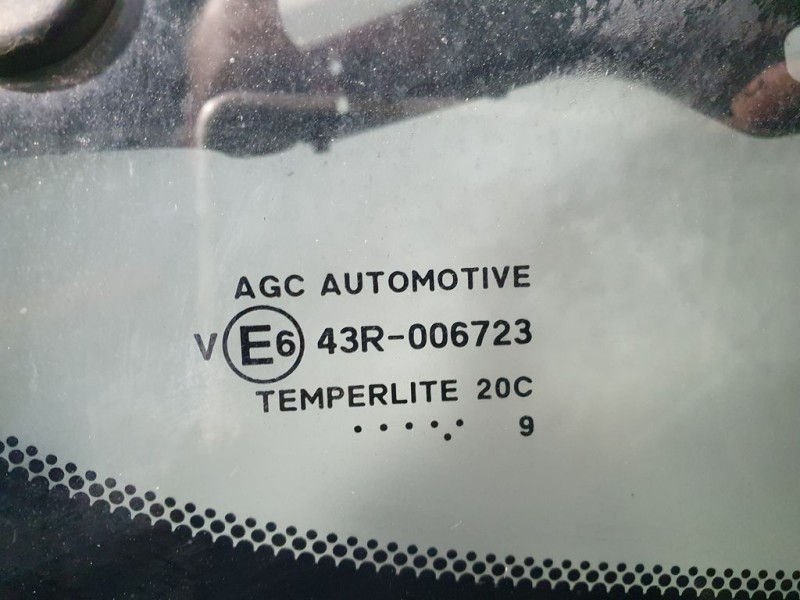 AGC AUTOMOTIVE
V E6 43R-006723
TEMPERLITE 20C
. . . . . . 9